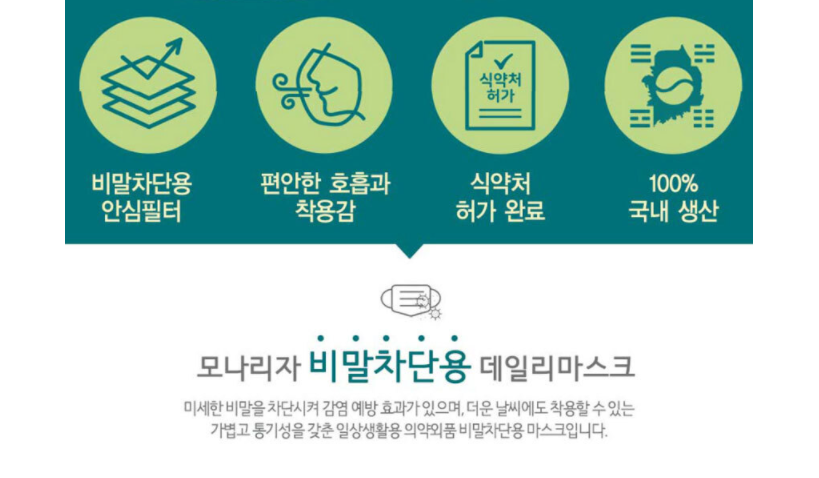 식약처
허가
비말차단용
안심필터
편안한 호흡과
착용감
식약처
허가 완료
100%
국내 생산
모나리자 비말차단용 데일리마스크
미세한 비말을 차단시켜 감염 예방 효과가 있으며, 더운 날씨에도 착용할 수 있는
가볍고 통기성을 갖춘 일상생활용 의약외품 비말차단용 마스크입니다.